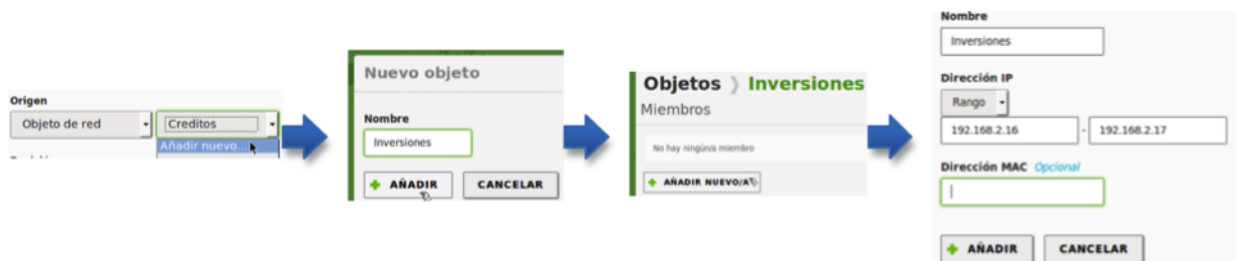 Origen
Objeto de red
Creditos
Añadir nuevo...
Nuevo objeto
Nombre
Inversiones
AÑADIR
CANCELAR
Objetos ⟩ Inversiones
Miembros
No hay ningún/a miembro
AÑADIR NUEVO/A
Nombre
Inversiones
Dirección IP
Rango
192.168.2.16 - 192.168.2.17
Dirección MAC Opcional
AÑADIR
CANCELAR